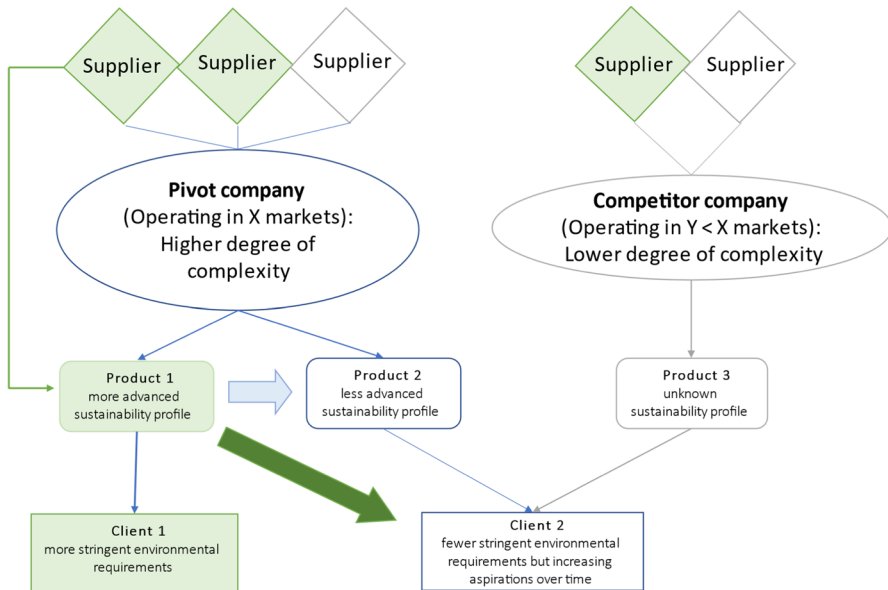 Supplier
Supplier
Supplier
Supplier
Supplier
Pivot company
(Operating in X markets):
Higher degree of
complexity
Competitor company
(Operating in Y < X markets):
Lower degree of complexity
Product 1
more advanced
sustainability profile
Product 2
less advanced
sustainability profile
Product 3
unknown
sustainability profile
Client 1
more stringent environmental
requirements
Client 2
fewer stringent environmental
requirements but increasing
aspirations over time